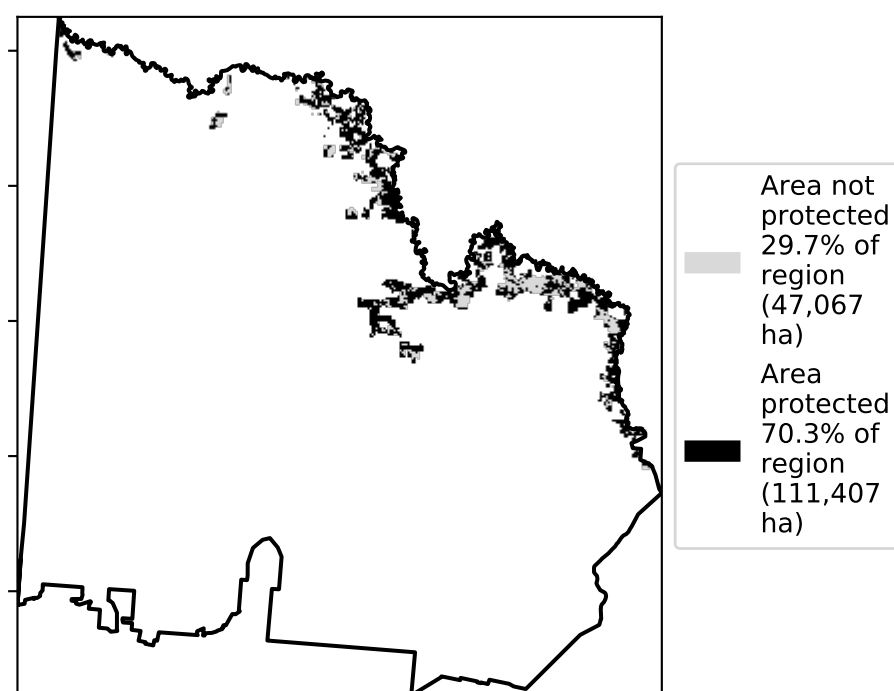 Area not
protected
29.7% of
region
(47,067
ha)
Area
protected
70.3% of
region
(111,407
ha)